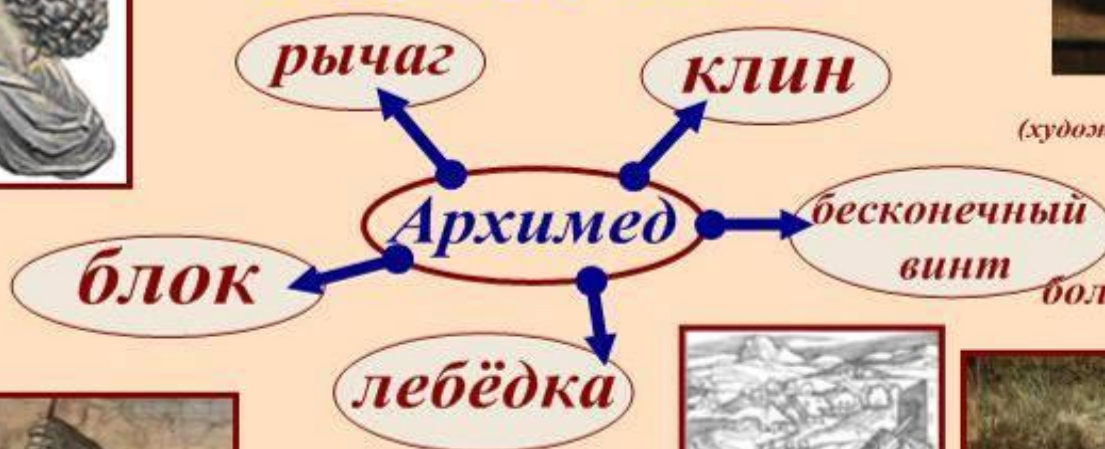 рычаг
клин
Архимед
бесконечный
винт
блок
лебёдка